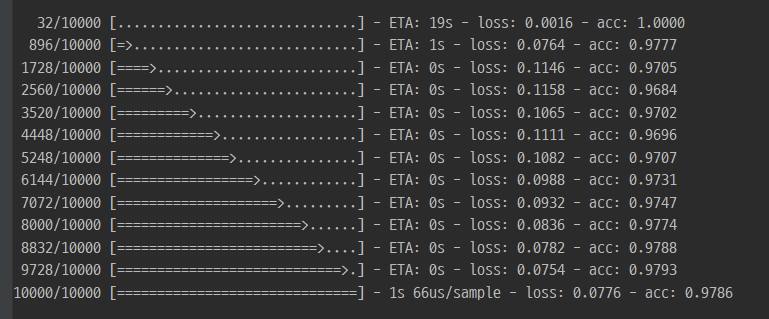 32/10000 [..............................] - ETA: 19s - loss: 0.0016 - acc: 1.0000
896/10000 [=>............................] - ETA: 1s - loss: 0.0764 - acc: 0.9777
1728/10000 [====>.........................] - ETA: 0s - loss: 0.1146 - acc: 0.9705
2560/10000 [======>.......................] - ETA: 0s - loss: 0.1158 - acc: 0.9684
3520/10000 [=========>....................] - ETA: 0s - loss: 0.1065 - acc: 0.9702
4448/10000 [============>.................] - ETA: 0s - loss: 0.1111 - acc: 0.9696
5248/10000 [==============>...............] - ETA: 0s - loss: 0.1082 - acc: 0.9707
6144/10000 [=================>............] - ETA: 0s - loss: 0.0988 - acc: 0.9731
7072/10000 [====================>.........] - ETA: 0s - loss: 0.0932 - acc: 0.9747
8000/10000 [=======================>......] - ETA: 0s - loss: 0.0836 - acc: 0.9774
8832/10000 [=========================>....] - ETA: 0s - loss: 0.0782 - acc: 0.9788
9728/10000 [============================>.] - ETA: 0s - loss: 0.0754 - acc: 0.9793
10000/10000 [==============================] - 1s 66us/sample - loss: 0.0776 - acc: 0.9786